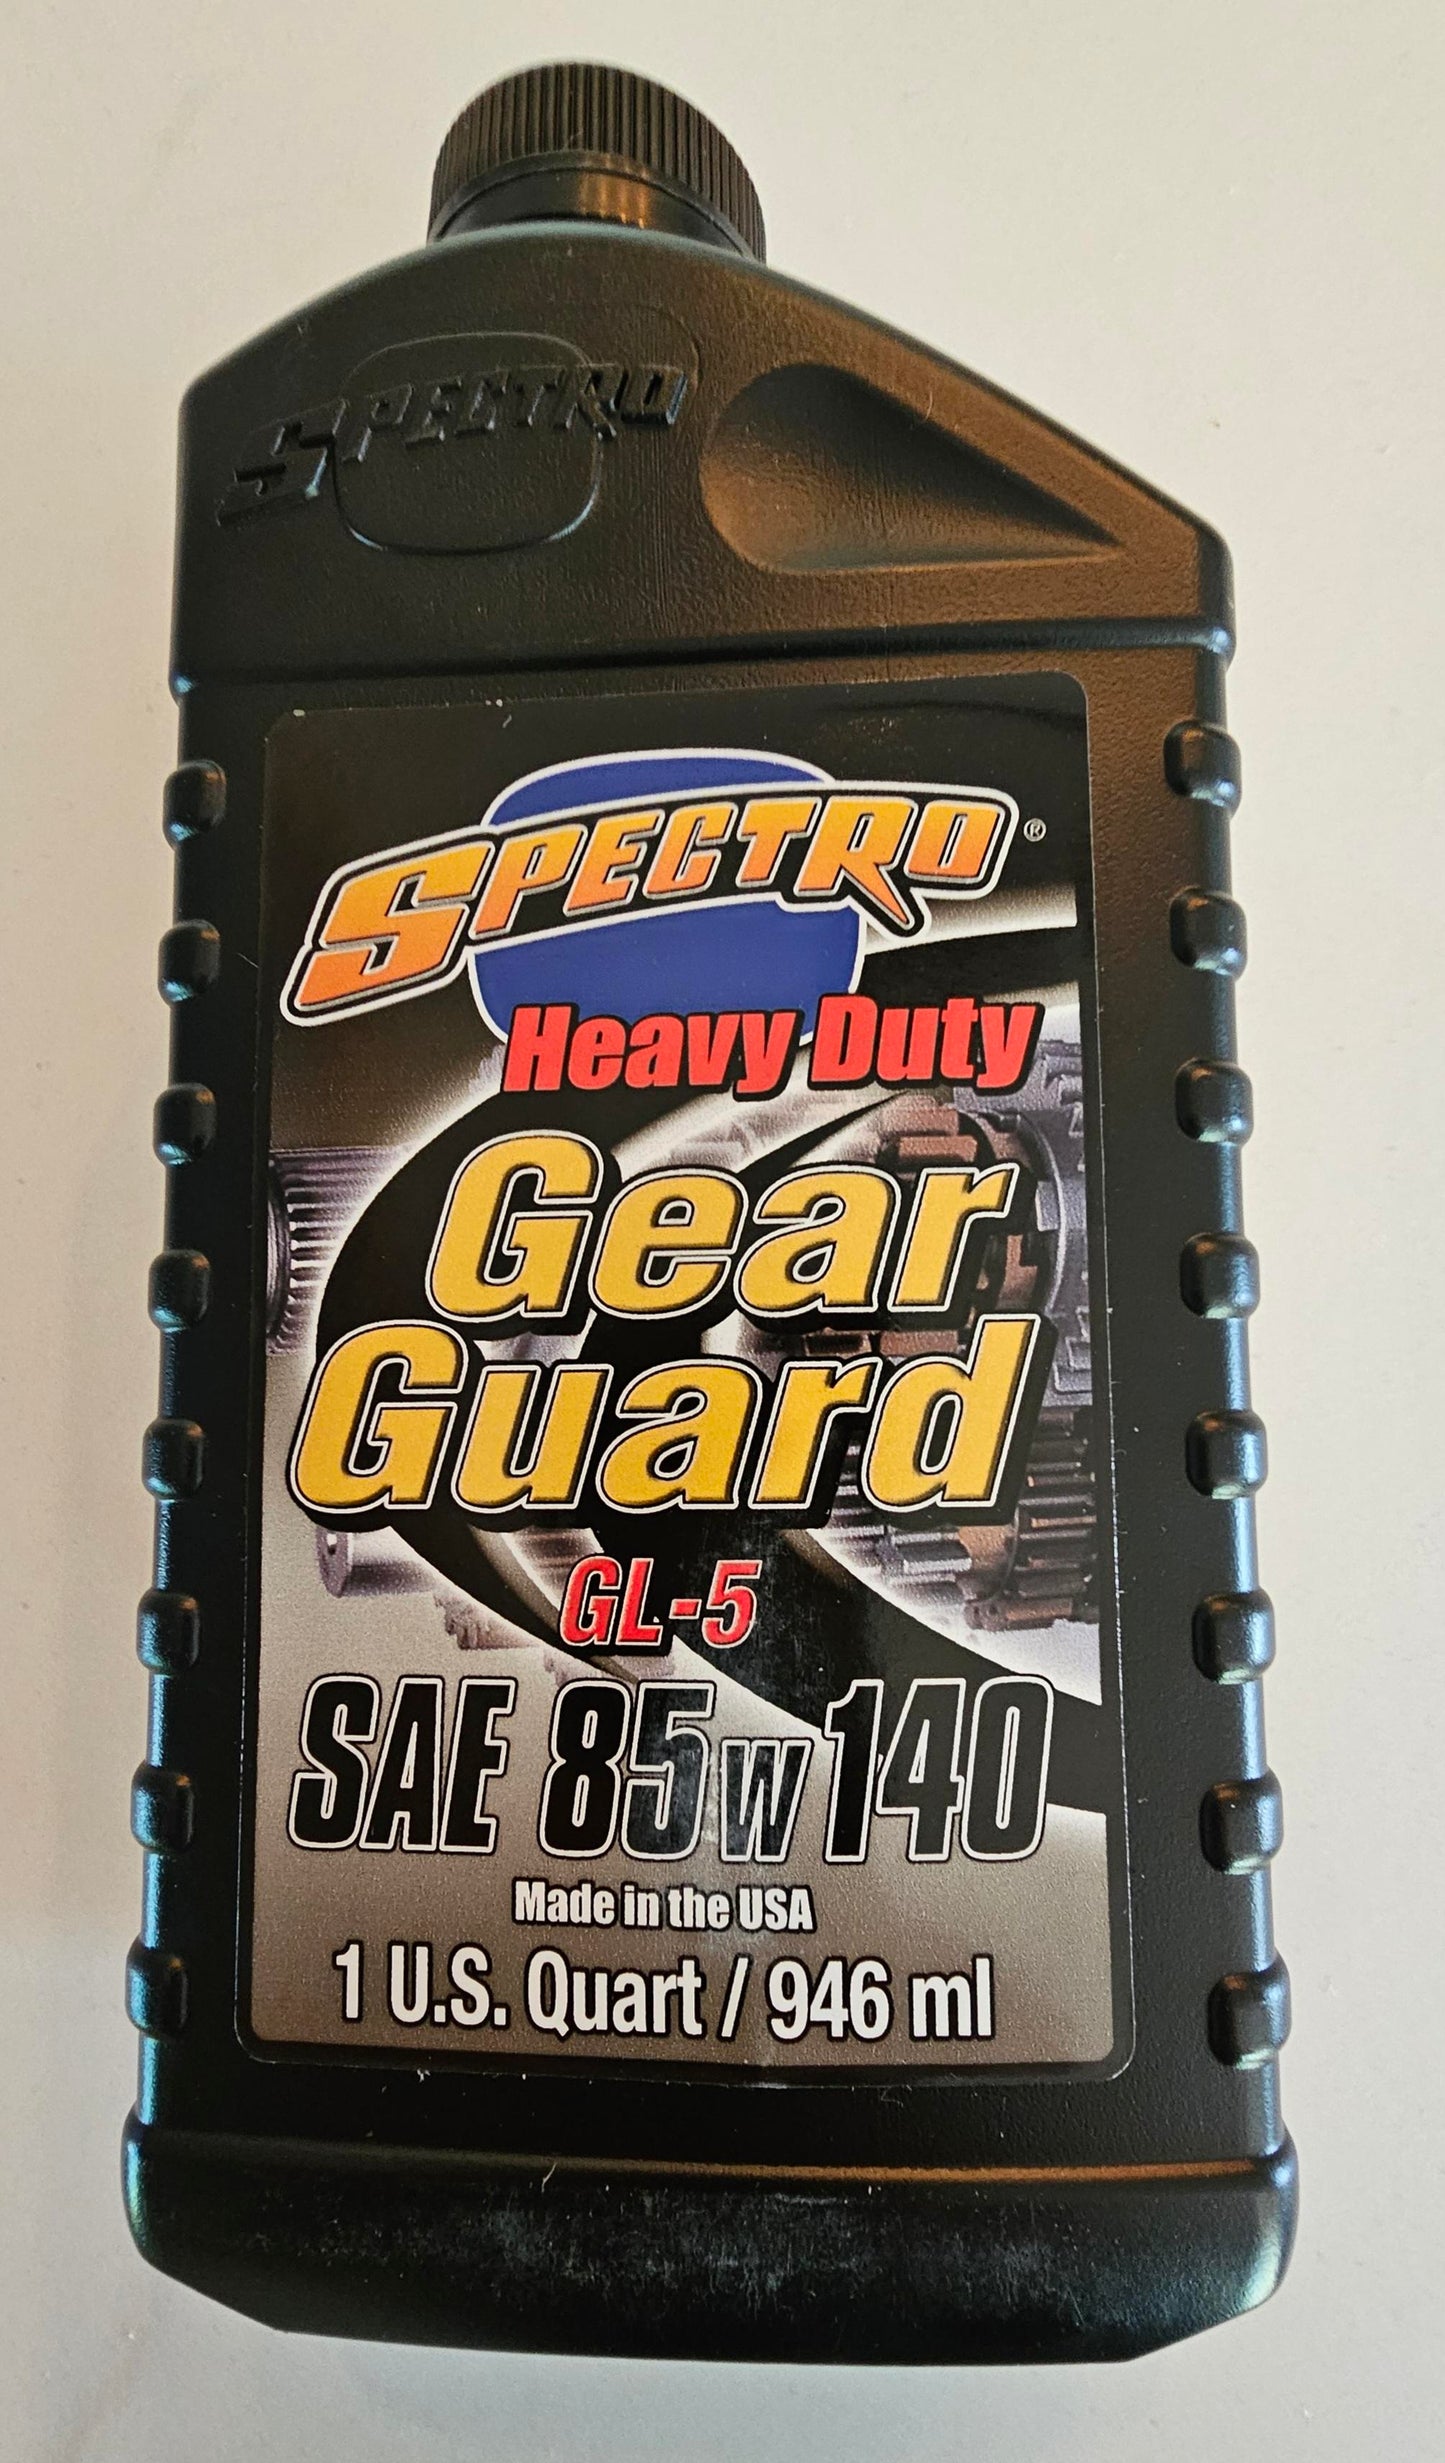 SPECTRO
SPECTRO®
Heavy Duty
Gear
Guard
GL-5
SAE 85W140
Made in the USA
1 U.S. Quart / 946 ml